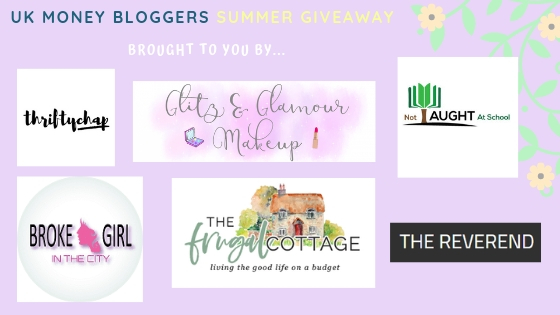 UK MONEY BLOGGERS SUMMER GIVEAWAY
BROUGHT TO YOU BY...
thriftychap
Glitz & Glamour
Makeup
Not TAUGHT At School
BROKE GIRL
IN THE CITY
THE
frugal COTTAGE
living the good life on a budget
THE REVEREND